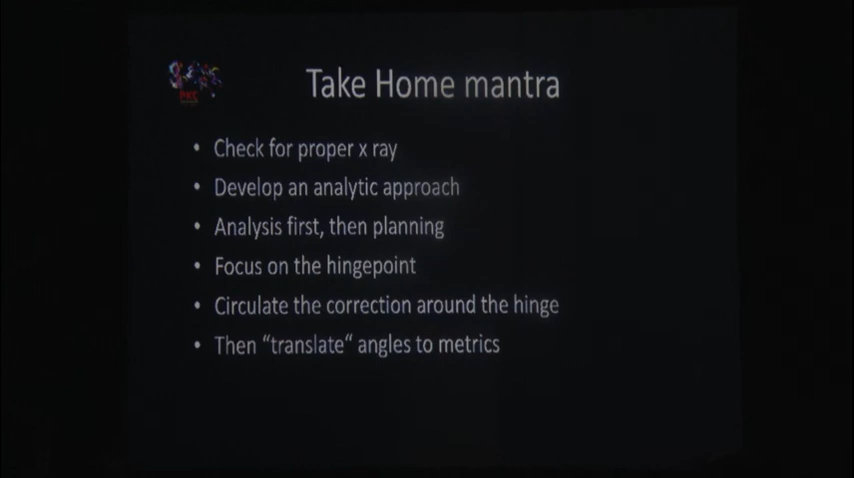 PKC
Take Home mantra
• Check for proper x ray
• Develop an analytic approach
• Analysis first, then planning
• Focus on the hingepoint
• Circulate the correction around the hinge
• Then “translate“ angles to metrics